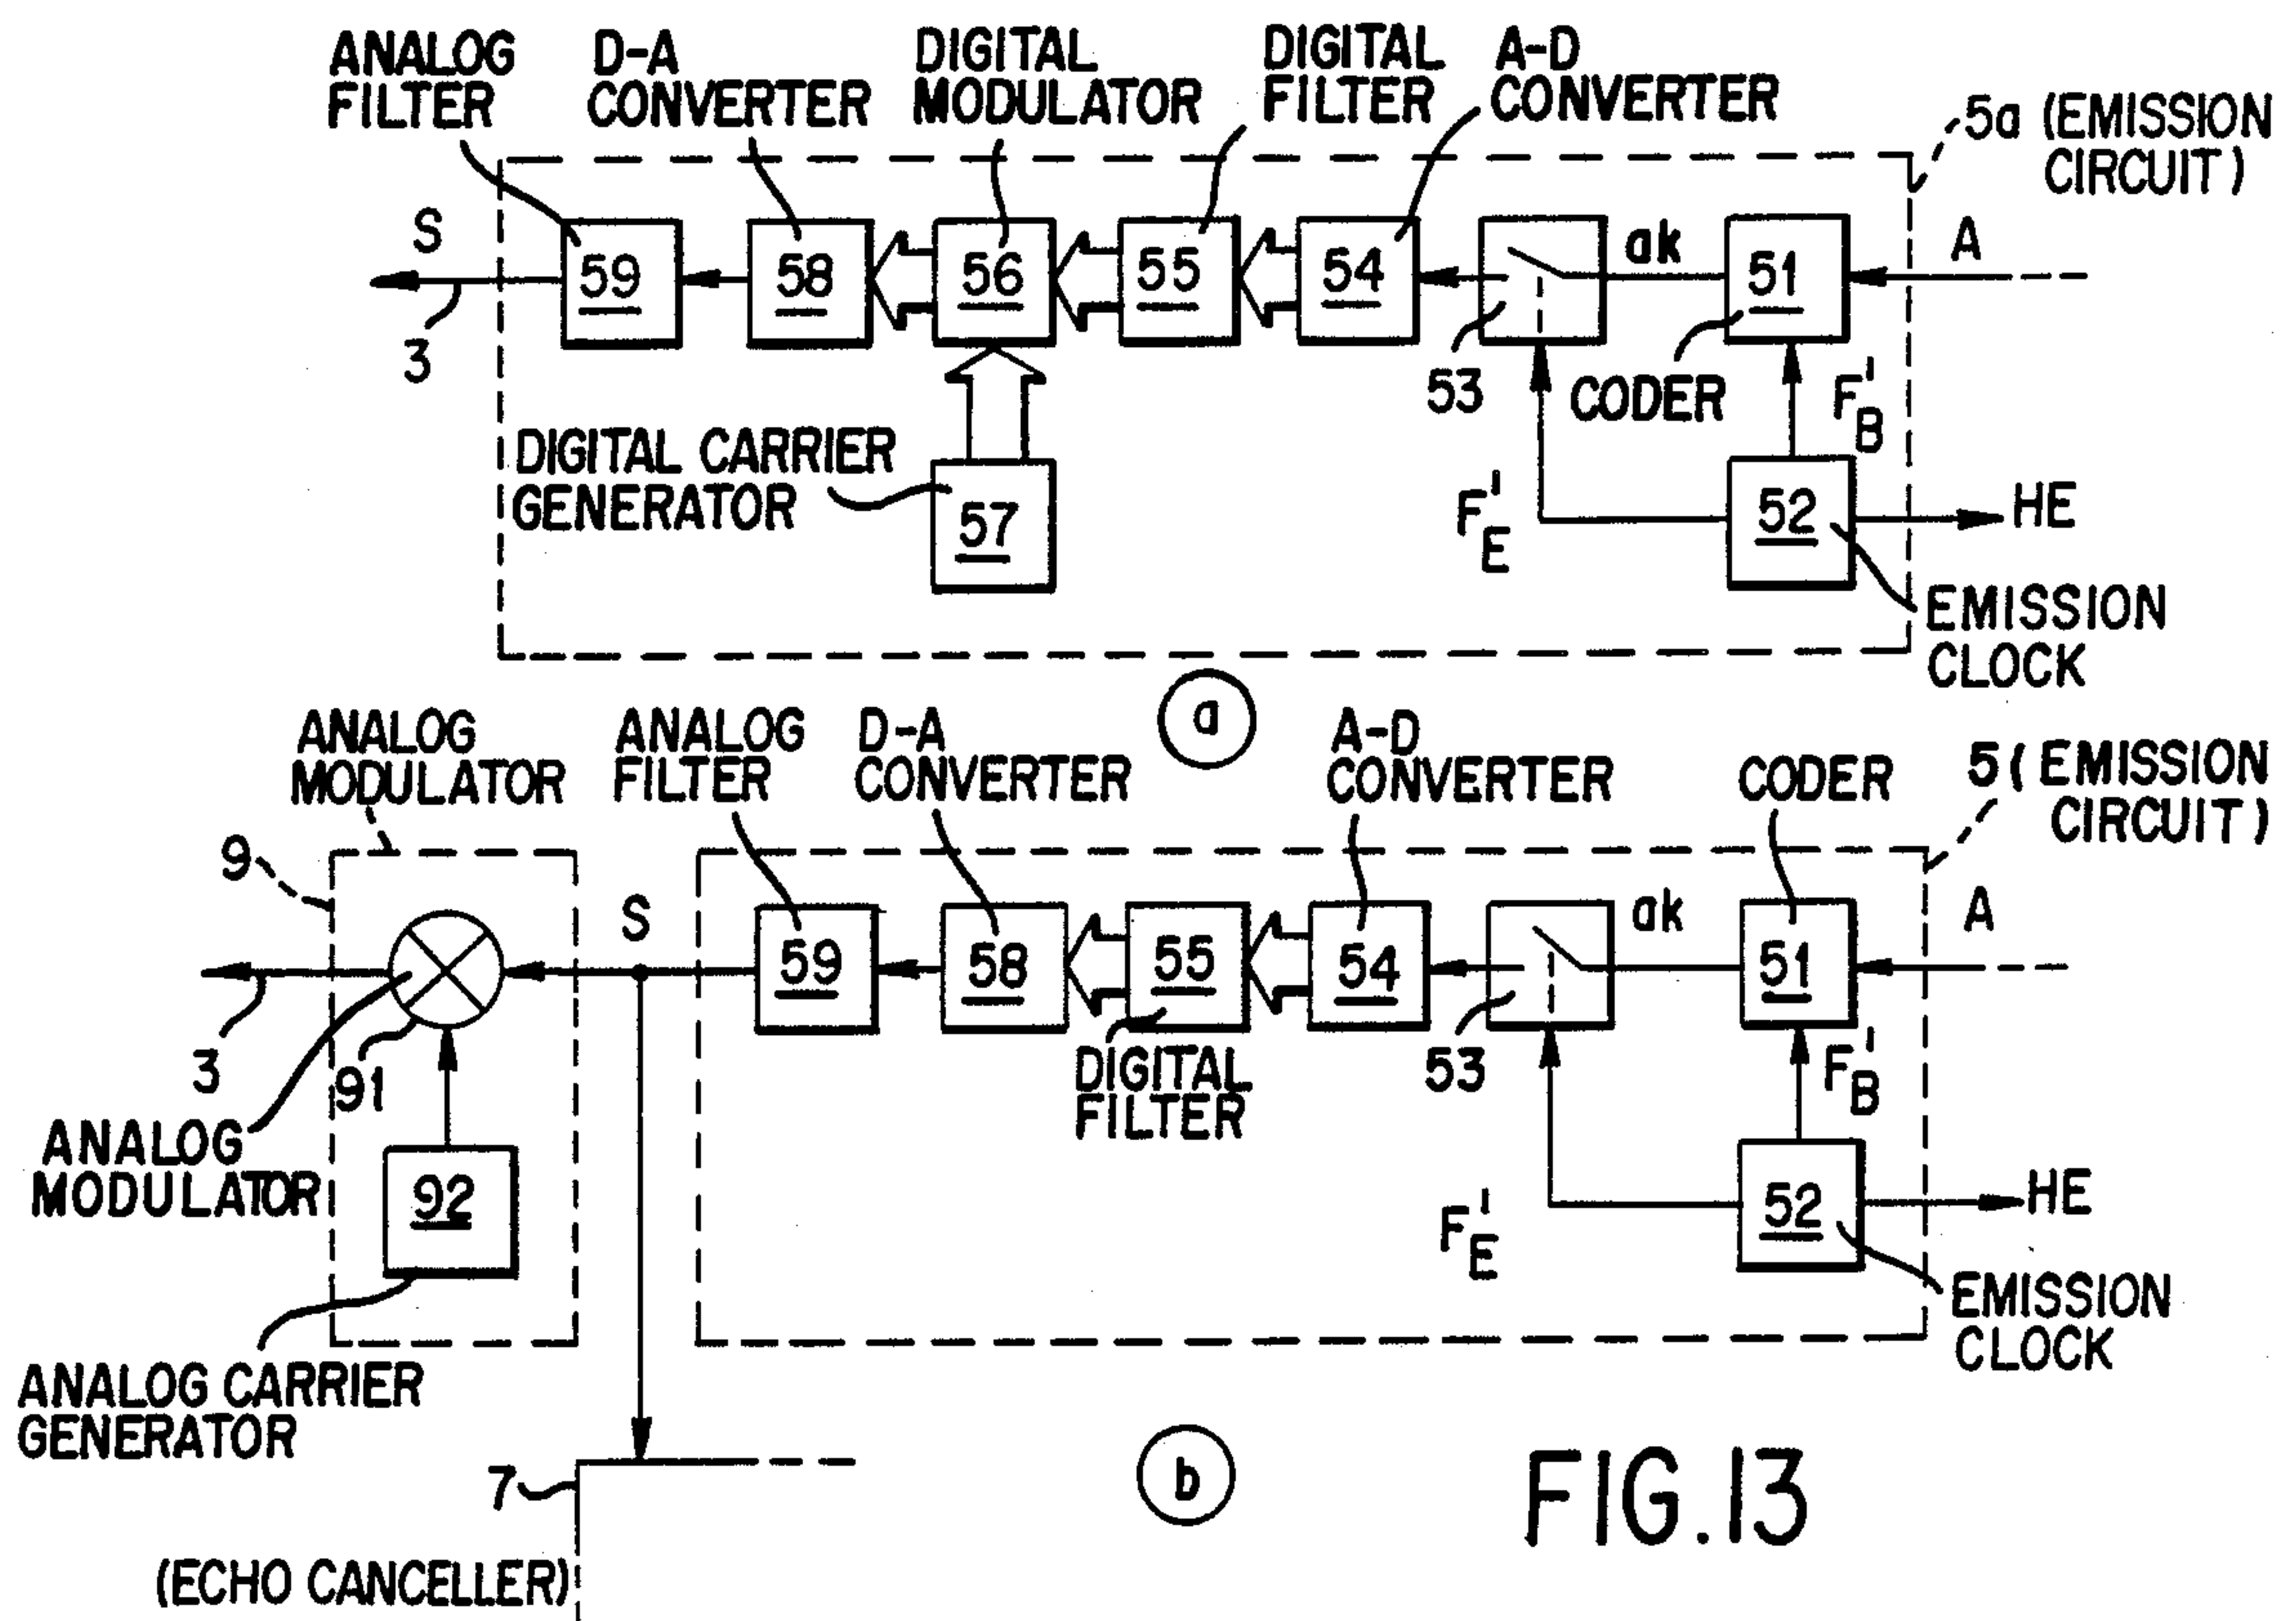 ANALOG
FILTER
D-A
CONVERTER
DIGITAL
MODULATOR
DIGITAL
FILTER
A-D
CONVERTER
5a (EMISSION
CIRCUIT)
S
59
58
56
55
54
ak
51
A
3
53
CODER
F'B
DIGITAL CARRIER
GENERATOR
57
F'E
52
HE
EMISSION
CLOCK
a
ANALOG
MODULATOR
ANALOG
FILTER
D-A
CONVERTER
A-D
CONVERTER
CODER
5 (EMISSION
CIRCUIT)
9
S
59
58
55
54
ak
51
A
3
91
DIGITAL
FILTER
53
F'B
ANALOG
MODULATOR
92
F'E
52
HE
EMISSION
CLOCK
ANALOG CARRIER
GENERATOR
7
b
FIG.13
(ECHO CANCELLER)